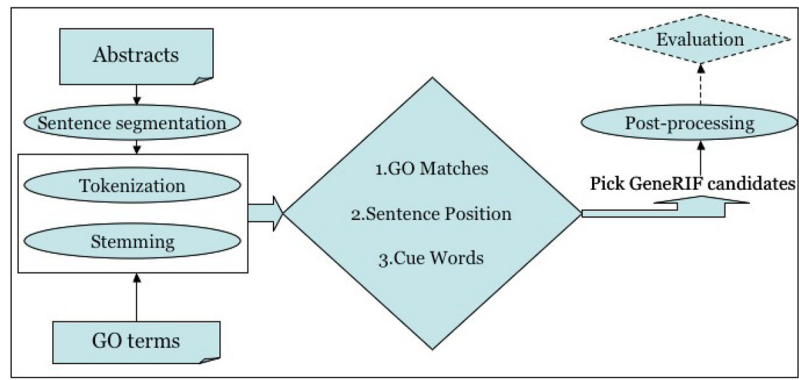 Abstracts
Sentence segmentation
Tokenization
Stemming
GO terms
1.GO Matches
2.Sentence Position
3.Cue Words
Evaluation
Post-processing
Pick GeneRIF candidates